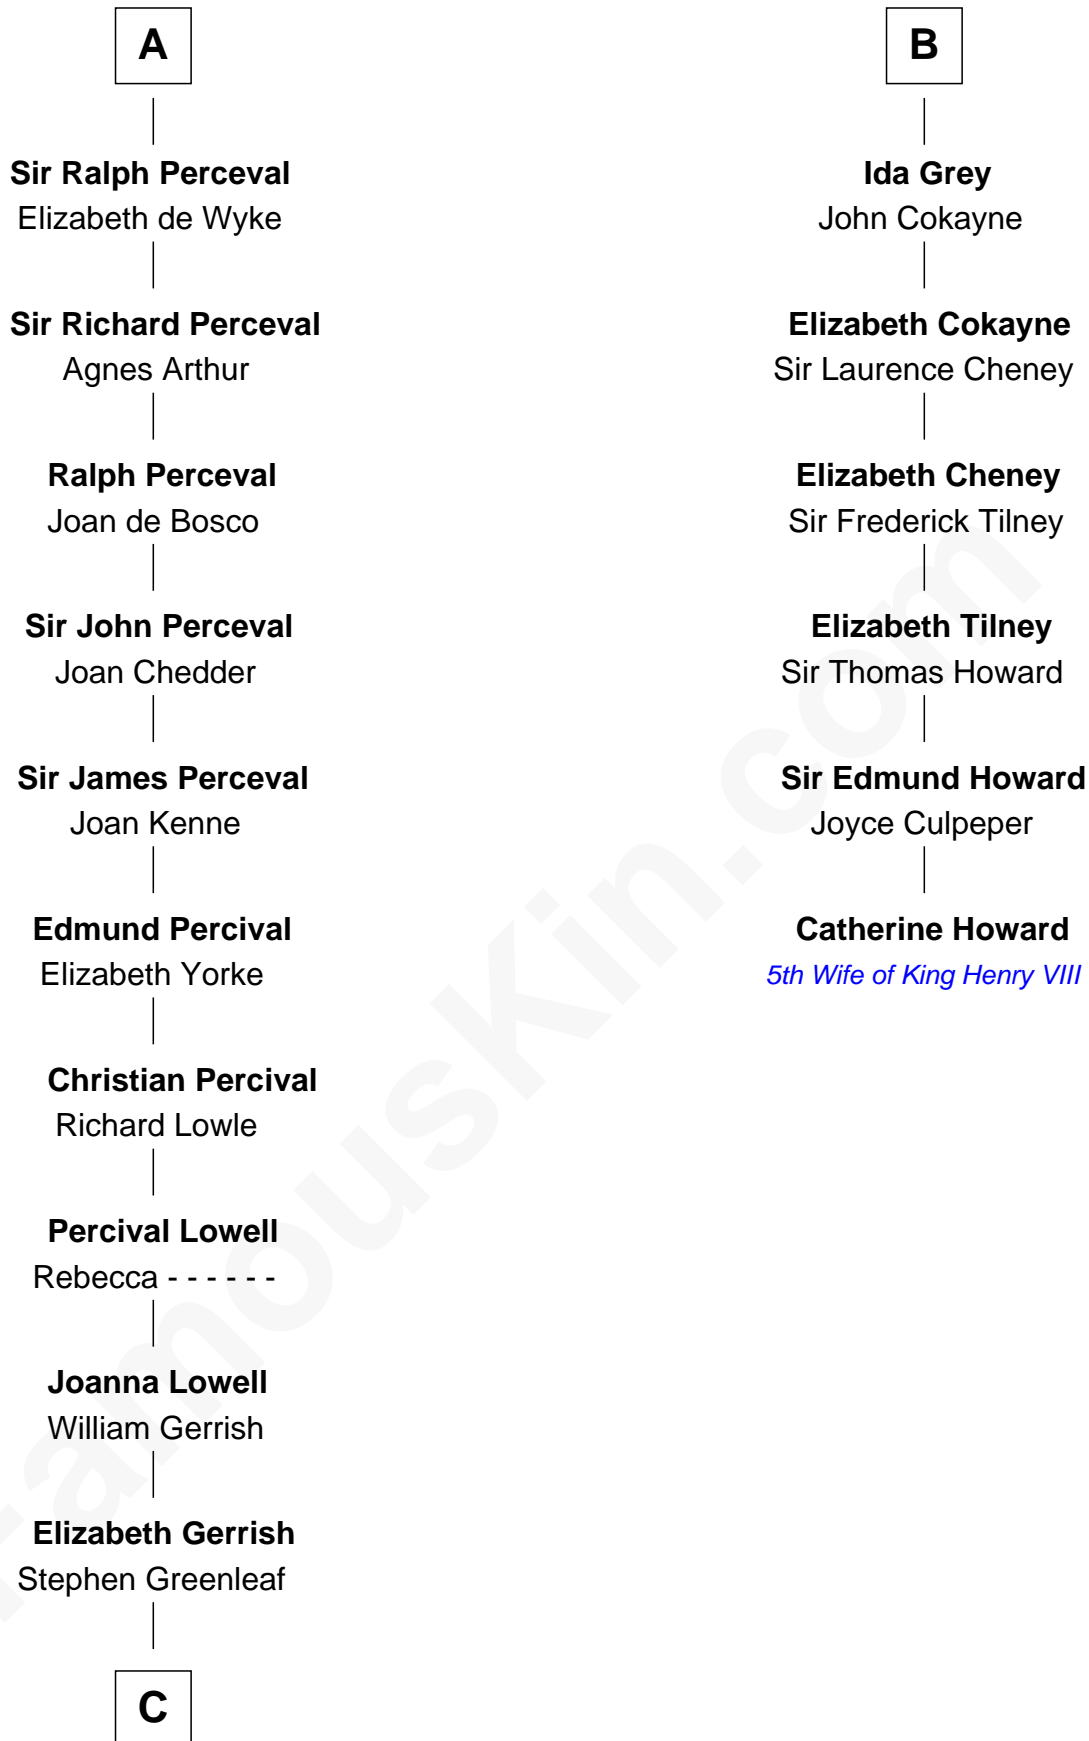 A
Sir Ralph Perceval
Elizabeth de Wyke
Sir Richard Perceval
Agnes Arthur
Ralph Perceval
Joan de Bosco
Sir John Perceval
Joan Chedder
Sir James Perceval
Joan Kenne
Edmund Percival
Elizabeth Yorke
Christian Percival
Richard Lowle
Percival Lowell
Rebecca - - - - - -
Joanna Lowell
William Gerrish
Elizabeth Gerrish
Stephen Greenleaf
C
B
Ida Grey
John Cokayne
Elizabeth Cokayne
Sir Laurence Cheney
Elizabeth Cheney
Sir Frederick Tilney
Elizabeth Tilney
Sir Thomas Howard
Sir Edmund Howard
Joyce Culpeper
Catherine Howard
5th Wife of King Henry VIII
FamousKin.com